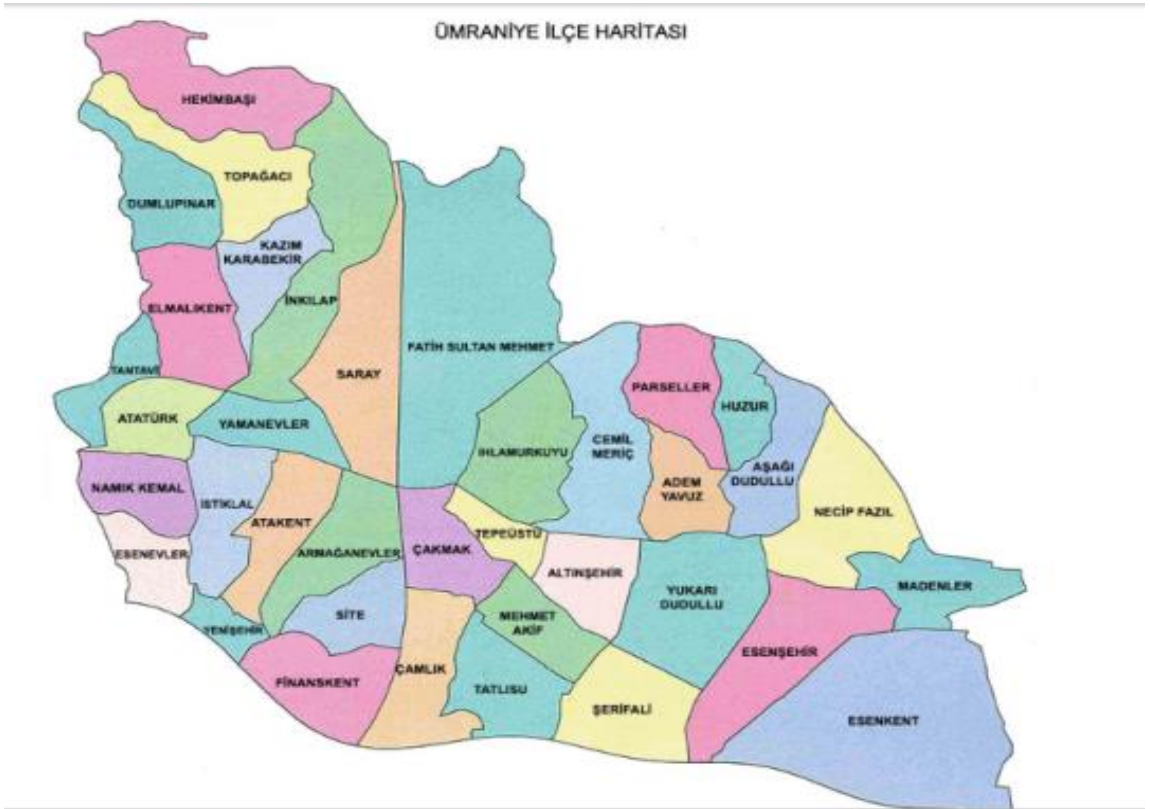 ÜMRANİYE İLÇE HARİTASI
HEKİMBAŞI
TOPAĞACI
DUMLUPINAR
KAZIM
KARABEKİR
İNKILAP
ELMALIKENT
SARAY
FATİH SULTAN MEHMET
TANTAVİ
PARSELLER
HUZUR
ATATÜRK
YAMANEVLER
IHLAMURKUYU
CEMİL
MERİÇ
ADEM
YAVUZ
AŞAĞI
DUDULLU
NAMIK KEMAL
İSTİKLAL
ATAKENT
NECİP FAZIL
ESENEVLER
ARMAĞANEVLER
ÇAKMAK
TEPEÜSTÜ
ALTINŞEHİR
YUKARI
DUDULLU
MADENLER
YENİŞEHİR
SİTE
MEHMET
AKİF
ESENŞEHİR
FİNANSKENT
ÇAMLIK
TATLISU
ŞERİFALİ
ESENKENT